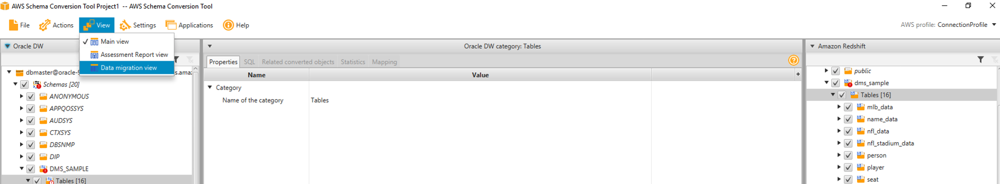 AWS Schema Conversion Tool Project1 -- AWS Schema Conversion Tool
File Actions View Settings Applications Help AWS profile: ConnectionProfile
Main view
Assessment Report view
Data migration view
Oracle DW
dbmaster@oracle-
s.amaz
Schemas [20]
ANONYMOUS
APPQOSSYS
AUDSYS
CTXSYS
DBSNMP
DIP
DMS_SAMPLE
Tables [16]
Oracle DW category: Tables
Properties SQL Related converted objects Statistics Mapping
Name Value
Category
Name of the category Tables
Amazon Redshift
public
dms_sample
Tables [16]
mlb_data
name_data
nfl_data
nfl_stadium_data
person
player
seat